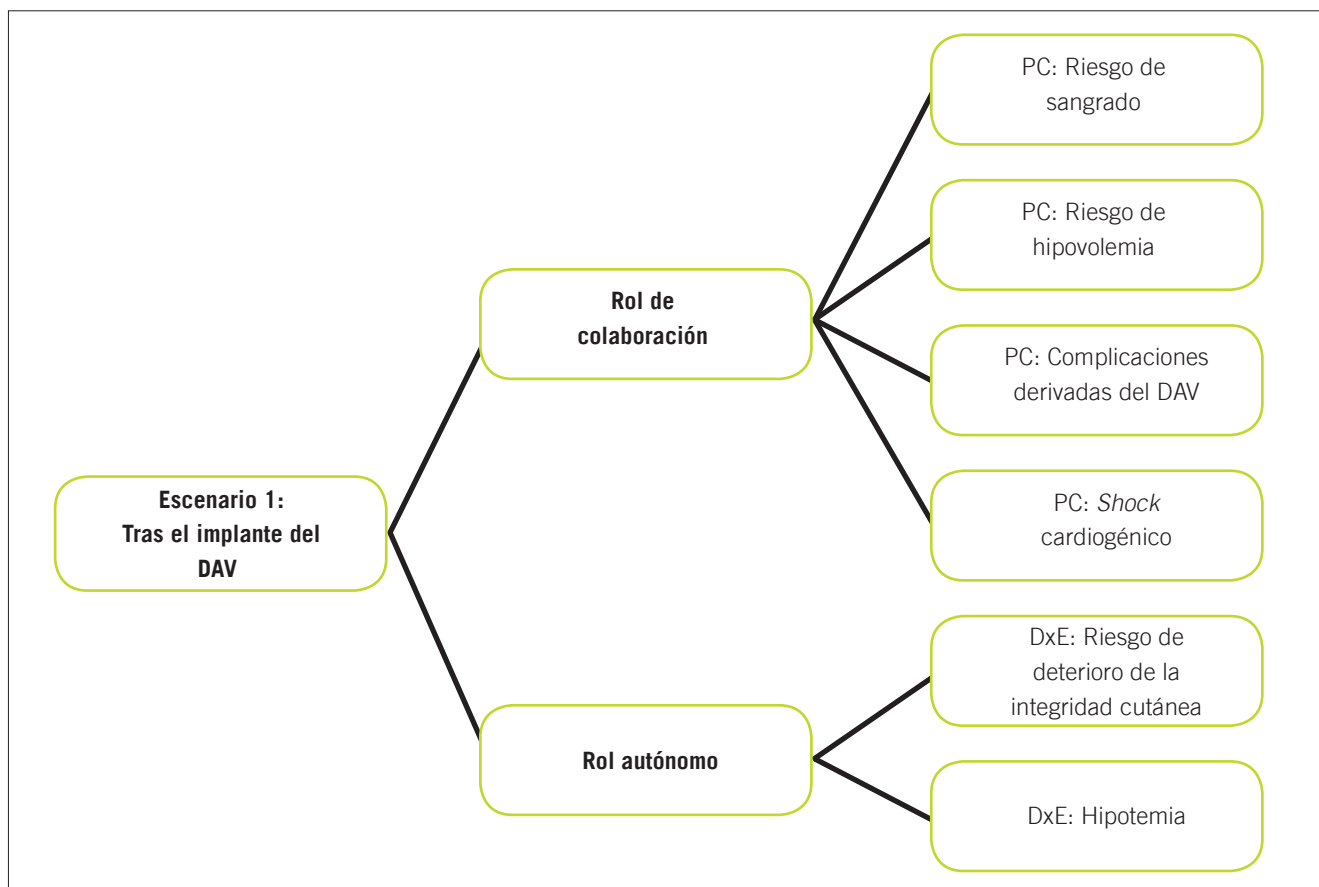 PC: Riesgo de
sangrado
PC: Riesgo de
hipovolemia
Rol de
colaboración
PC: Complicaciones
derivadas del DAV
PC: Shock
cardiogénico
Escenario 1:
Tras el implante del
DAV
DxE: Riesgo de
deterioro de la
integridad cutánea
Rol autónomo
DxE: Hipotemia